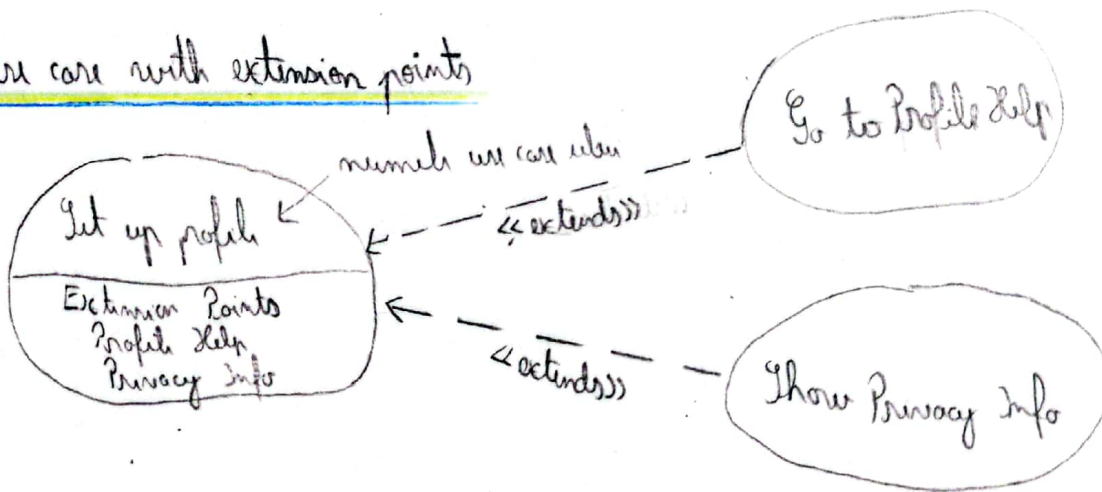 use case with extension points
numele use case ului
Set up profile
Extension Points
Profile Help
Privacy Info
<<extends>>
Go to Profile Help
<<extends>>
Show Privacy Info